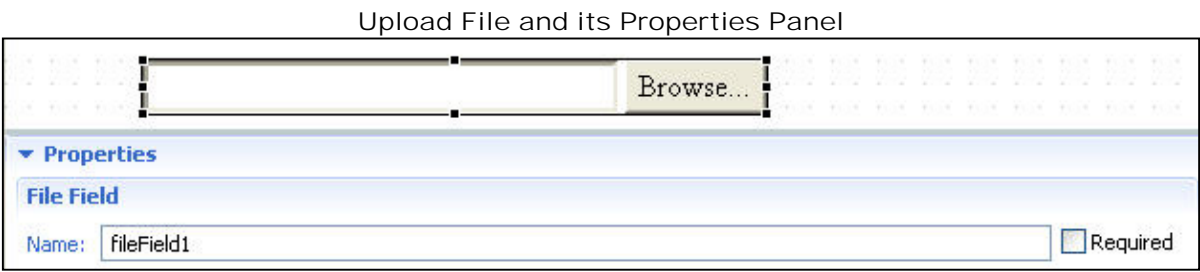 Upload File and its Properties Panel
Browse...
Properties
File Field
Name: fileField1 Required